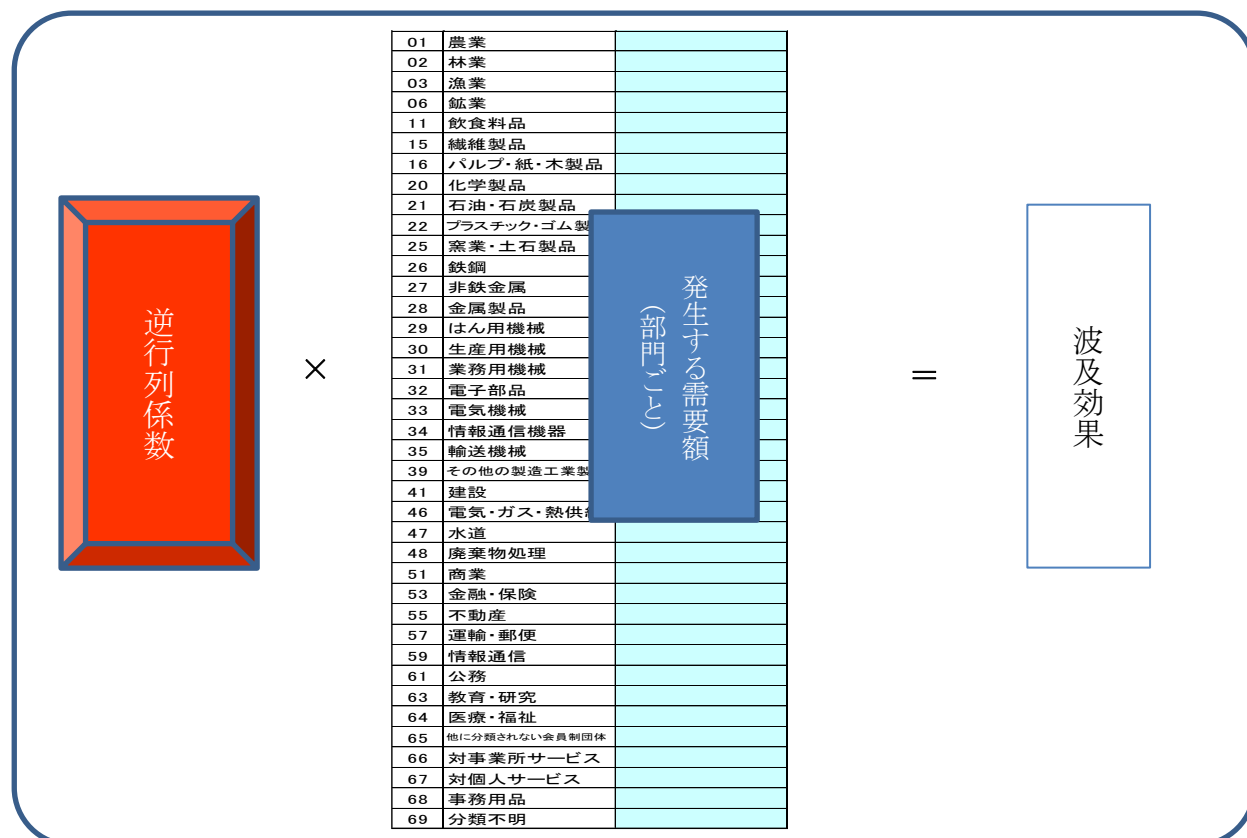 逆行列係数
×
01 農業
02 林業
03 漁業
06 鉱業
11 飲食料品
15 繊維製品
16 パルプ・紙・木製品
20 化学製品
21 石油・石炭製品
22 プラスチック・ゴム製
25 窯業・土石製品
26 鉄鋼
27 非鉄金属
28 金属製品
29 はん用機械
30 生産用機械
31 業務用機械
32 電子部品
33 電気機械
34 情報通信機器
35 輸送機械
39 その他の製造工業製
41 建設
46 電気・ガス・熱供
47 水道
48 廃棄物処理
51 商業
53 金融・保険
55 不動産
57 運輸・郵便
59 情報通信
61 公務
63 教育・研究
64 医療・福祉
65 他に分類されない会員制団体
66 対事業所サービス
67 対個人サービス
68 事務用品
69 分類不明
発生する需要額
(部門ごと)
=
波及効果